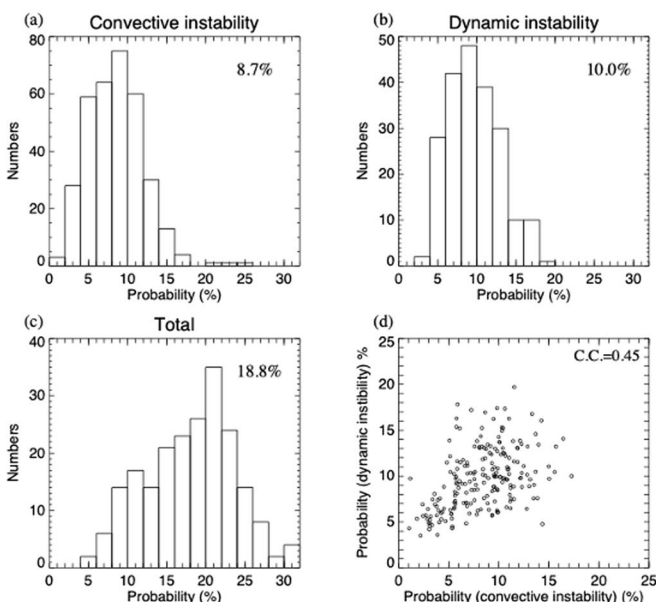 (a) Convective instability
80
60
40
20
0
Numbers
8.7%
0 5 10 15 20 25 30
Probability (%)
(b) Dynamic instability
50
40
30
20
10
0
Numbers
10.0%
0 5 10 15 20 25 30
Probability (%)
(c) Total
40
30
20
10
0
Numbers
18.8%
0 5 10 15 20 25 30
Probability (%)
(d)
25
20
15
10
5
0
Probability (dynamic instibility) %
C.C.=0.45
0 5 10 15 20 25
Probability (convective instability) (%)